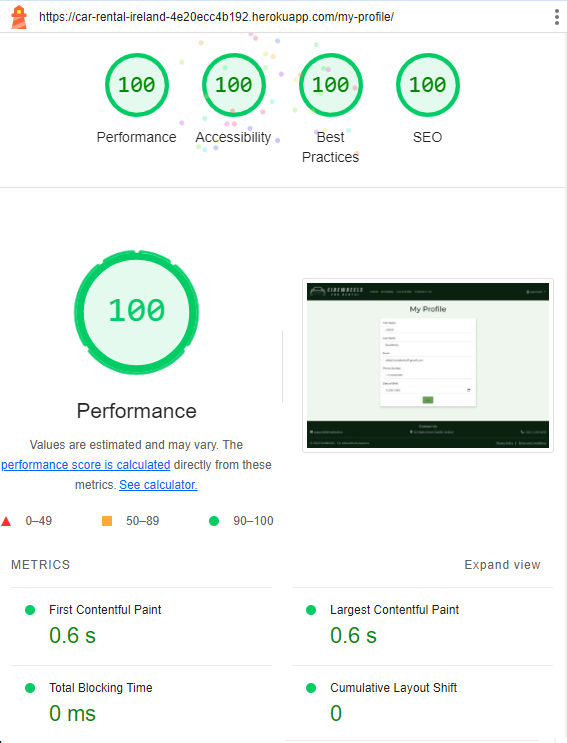 https://car-rental-ireland-4e20ecc4b192.herokuapp.com/my-profile/
100 100 100 100
Performance Accessibility Best Practices SEO
100
Performance
Values are estimated and may vary. The
performance score is calculated directly from these
metrics. See calculator.
0–49 50–89 90–100
My Profile
METRICS Expand view
First Contentful Paint Largest Contentful Paint
0.6 s 0.6 s
Total Blocking Time Cumulative Layout Shift
0 ms 0